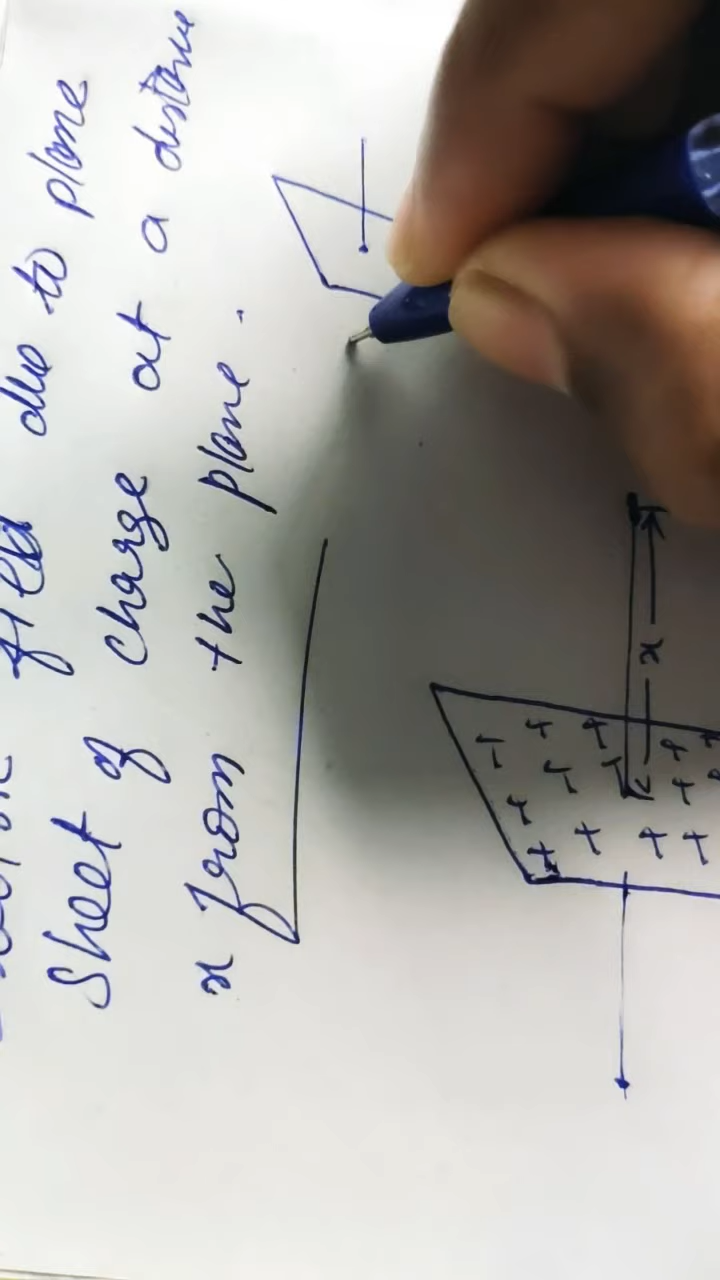 field due to plane
sheet of charge at a distance
x from the plane.
x